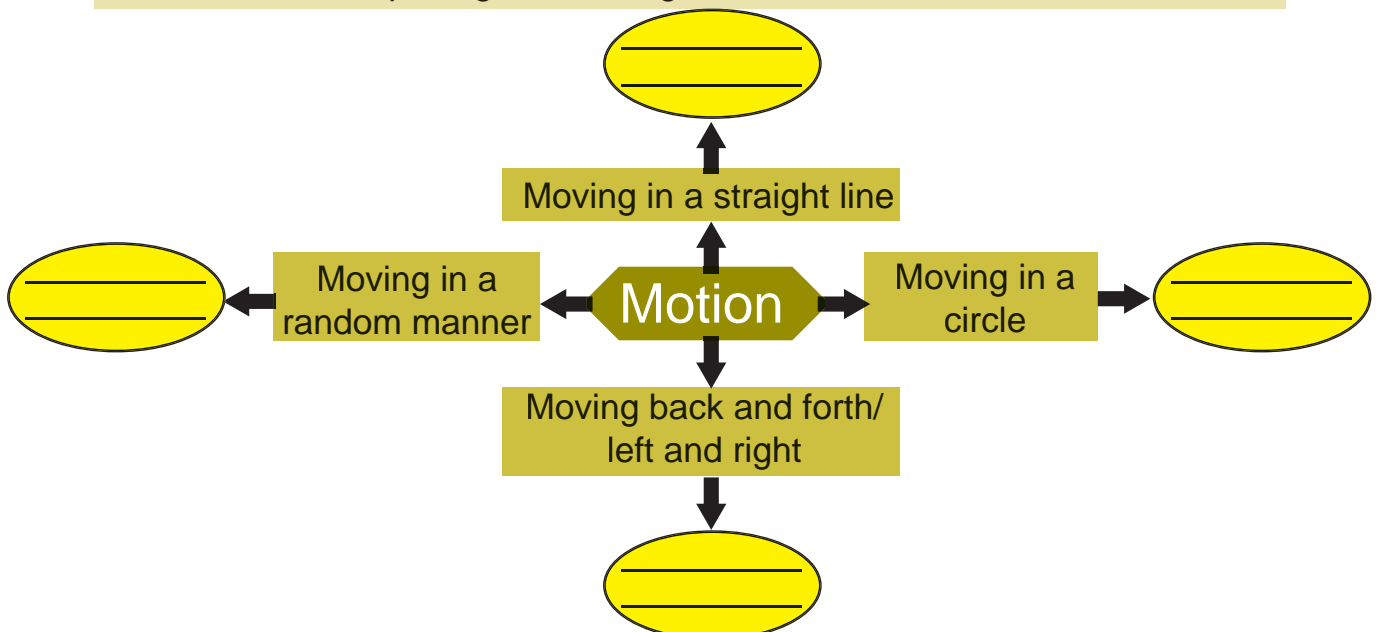 Moving in a straight line
Moving in a
random manner
Motion
Moving in a
circle
Moving back and forth/
left and right